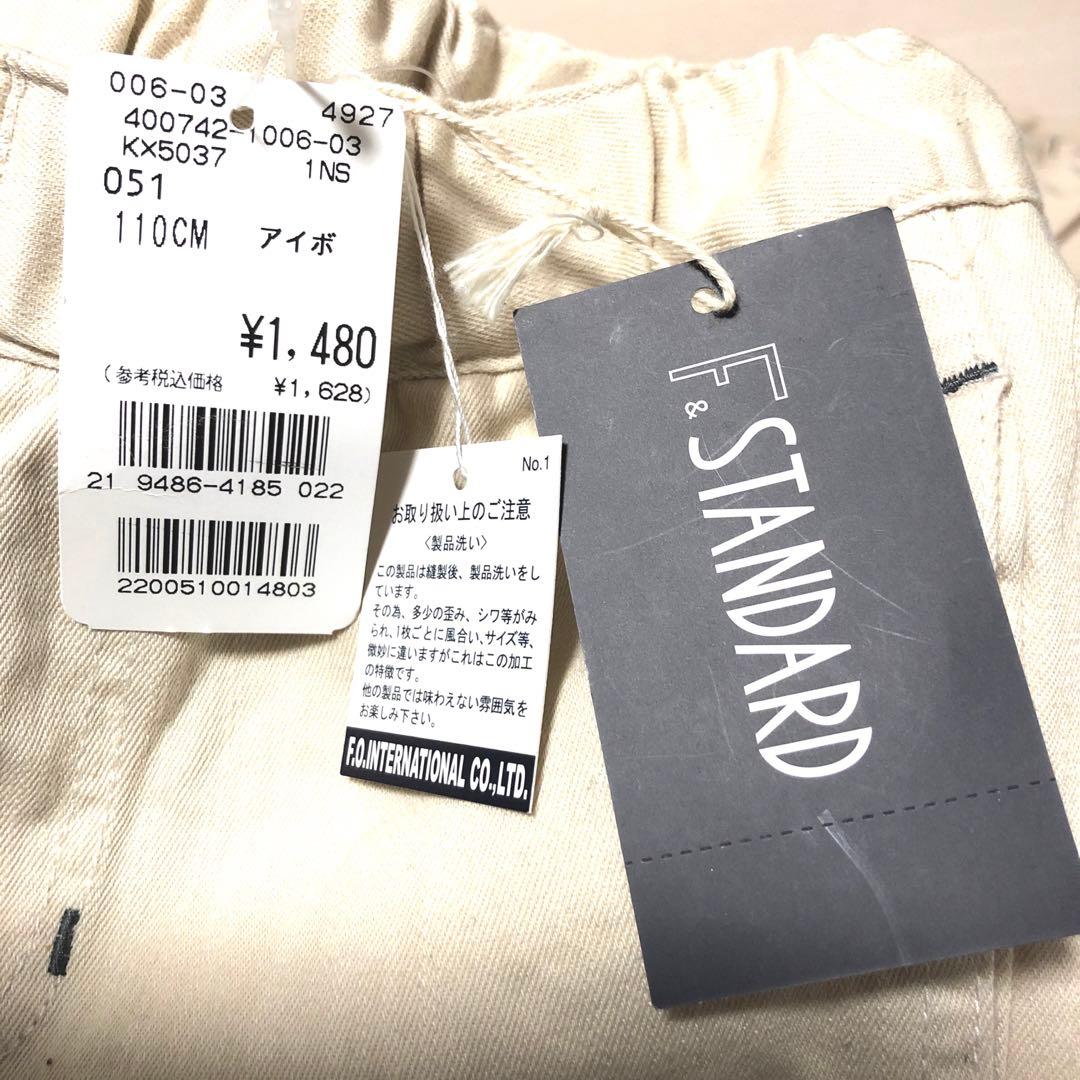 006-03 4927
400742-1006-03
KX5037 1NS
051
110CM アイボ
¥1,480
(参考税込価格 ¥1,628)
21 9486-4185 022
2200510014803
No.1
お取り扱い上のご注意
〈製品洗い〉
この製品は縫製後、製品洗いをし
ています。
その為、多少の歪み、シワ等がみ
られ、1枚ごとに風合い、サイズ等、
微妙に違いますがこれはこの加工
の特徴です。
他の製品では味わえない雰囲気を
お楽しみ下さい。
F.O.INTERNATIONAL CO.,LTD.
F&STANDARD